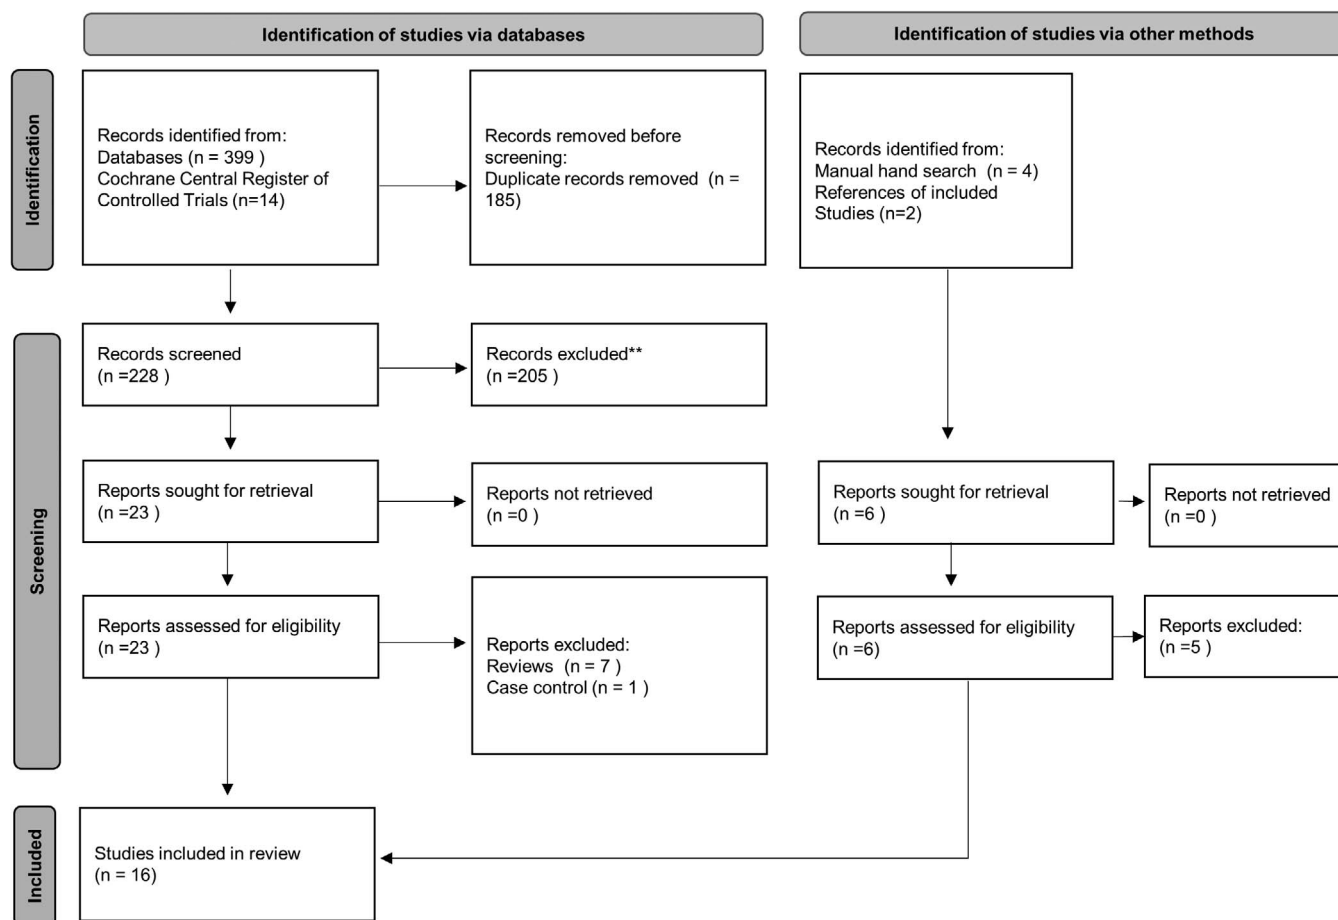 Identification of studies via databases
Identification of studies via other methods
Identification
Records identified from:
Databases (n = 399 )
Cochrane Central Register of
Controlled Trials (n=14)
Records removed before
screening:
Duplicate records removed  (n =
185)
Records identified from:
Manual hand search  (n = 4)
References of included
Studies (n=2)
Screening
Records screened
(n =228 )
Records excluded**
(n =205 )
Reports sought for retrieval
(n =23 )
Reports not retrieved
(n =0 )
Reports sought for retrieval
(n =6 )
Reports not retrieved
(n =0 )
Reports assessed for eligibility
(n =23 )
Reports excluded:
Reviews  (n = 7 )
Case control (n = 1 )
Reports assessed for eligibility
(n =6)
Reports excluded:
(n =5 )
Included
Studies included in review
(n = 16)